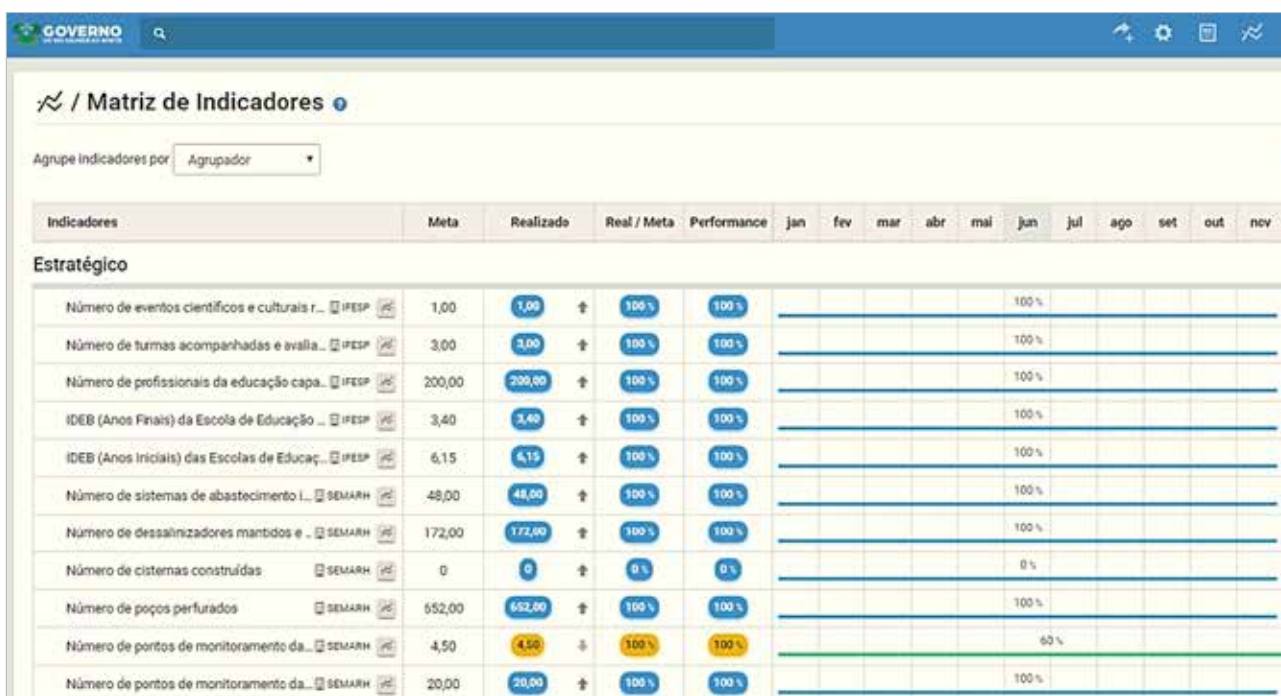 GOVERNO
/ Matriz de Indicadores
Agrupe indicadores por Agrupador
Indicadores Meta Realizado Real / Meta Performance jan fev mar abr mai jun jul ago set out nov
Estratégico
Número de eventos científicos e culturais r... IFESP 1,00 1,00 100 % 100 % 100 %
Número de turmas acompanhadas e avalia... IFESP 3,00 3,00 100 % 100 % 100 %
Número de profissionais da educação capa... IFESP 200,00 200,00 100 % 100 % 100 %
IDEB (Anos Finais) da Escola de Educação ... IFESP 3,40 3,40 100 % 100 % 100 %
IDEB (Anos Iniciais) das Escolas de Educaç... IFESP 6,15 6,15 100 % 100 % 100 %
Número de sistemas de abastecimento i... SEMARH 48,00 48,00 100 % 100 % 100 %
Número de dessalinizadores mantidos e ... SEMARH 172,00 172,00 100 % 100 % 100 %
Número de cisternas construídas SEMARH 0 0 0 % 0 % 0 %
Número de poços perfurados SEMARH 652,00 652,00 100 % 100 % 100 %
Número de pontos de monitoramento da... SEMARH 4,50 4,50 100 % 100 % 60 %
Número de pontos de monitoramento da... SEMARH 20,00 20,00 100 % 100 % 100 %